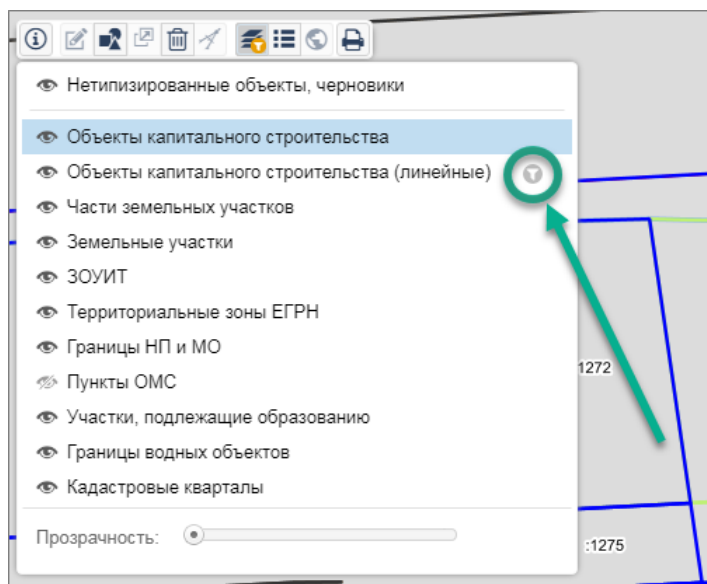 Нетипизированные объекты, черновики
Объекты капитального строительства
Объекты капитального строительства (линейные)
Части земельных участков
Земельные участки
ЗОУИТ
Территориальные зоны ЕГРН
Границы НП и МО
1272
Пункты ОМС
Участки, подлежащие образованию
Границы водных объектов
Кадастровые кварталы
Прозрачность:
:1275